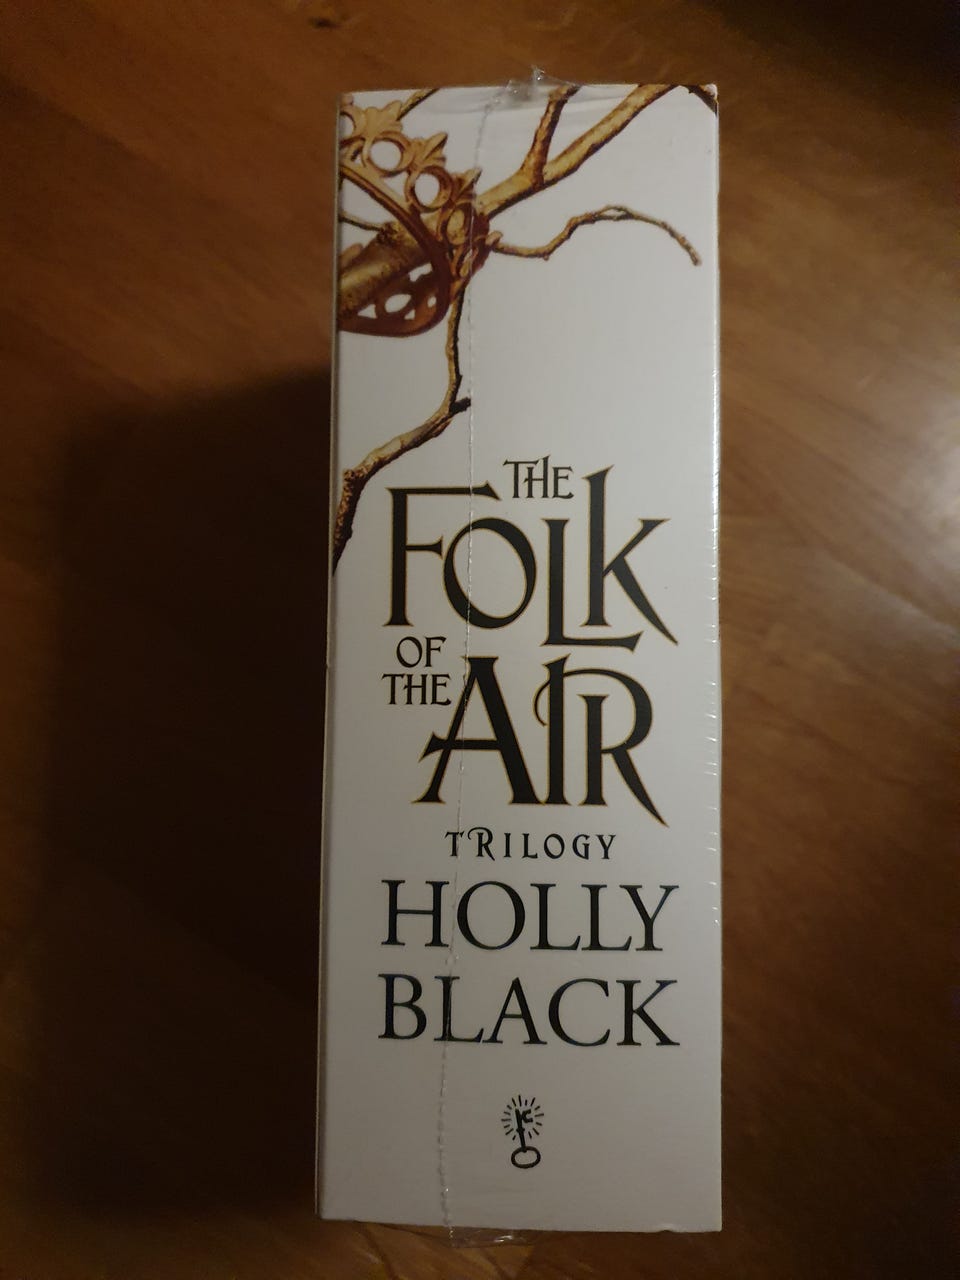 THE
FOLK
OF
THE
AIR
TRILOGY
HOLLY
BLACK